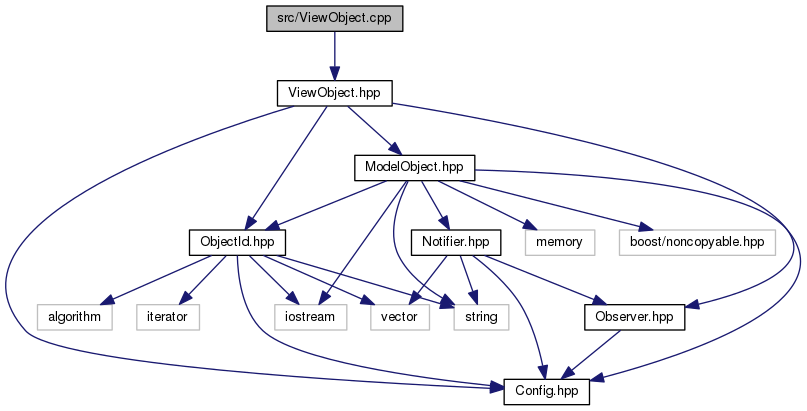 src/ViewObject.cpp
ViewObject.hpp
ModelObject.hpp
ObjectId.hpp
Notifier.hpp
memory
boost/noncopyable.hpp
algorithm
iterator
iostream
vector
string
Observer.hpp
Config.hpp